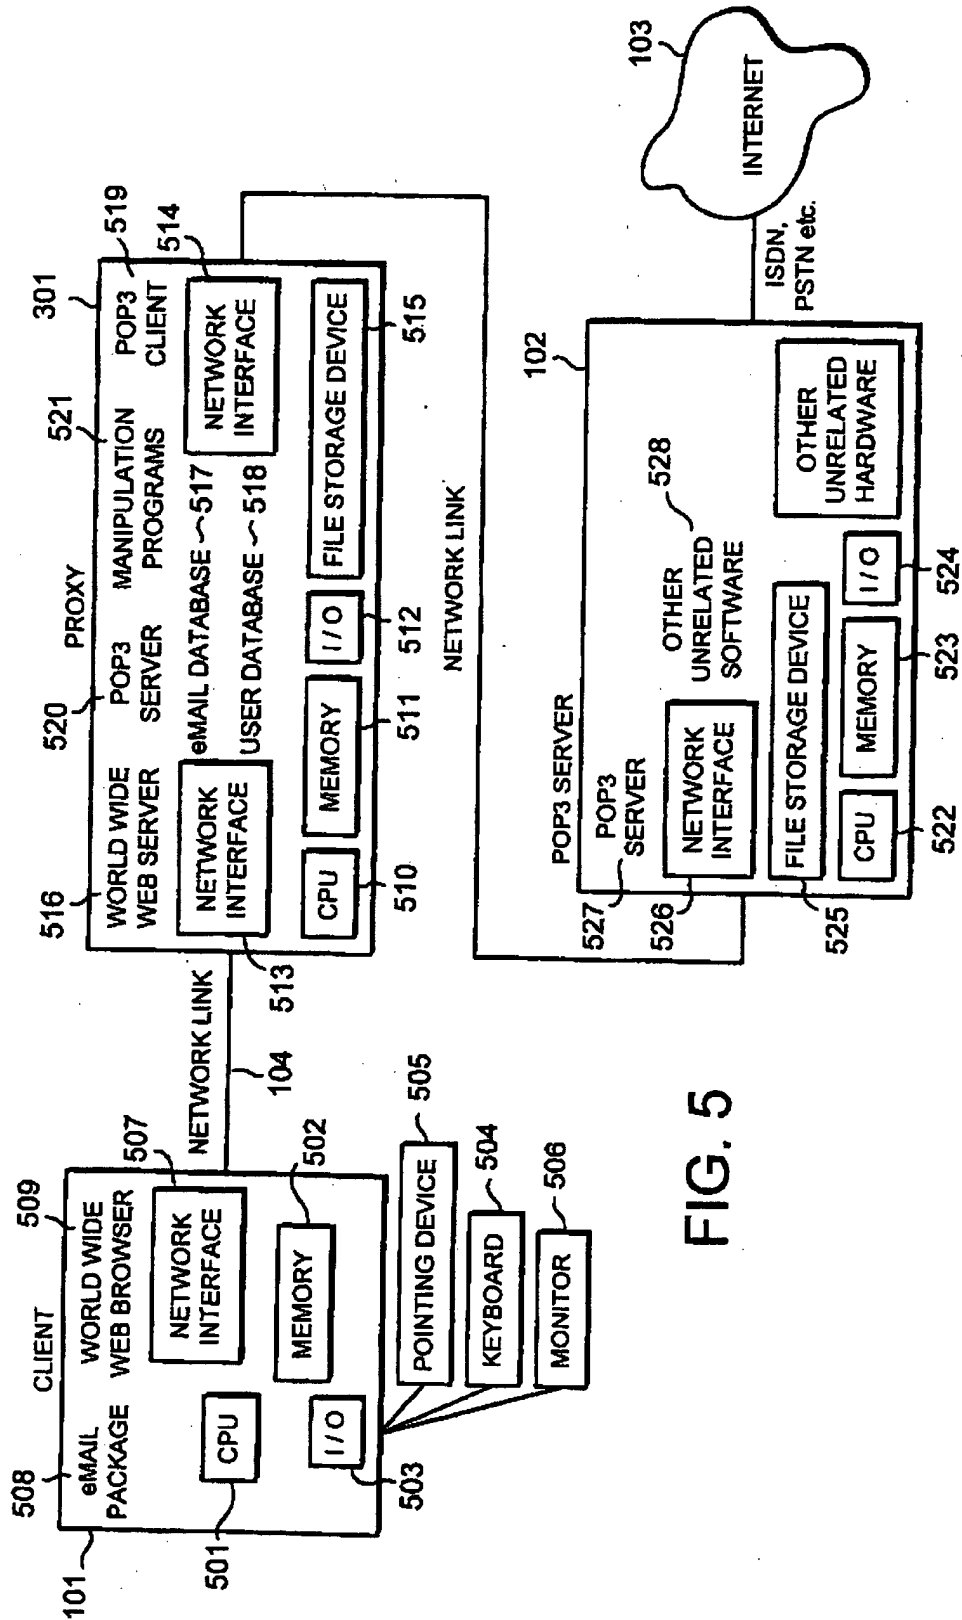 CLIENT
101
508
eMAIL
PACKAGE
509
WORLD WIDE
WEB BROWSER
507
NETWORK
INTERFACE
CPU
501
MEMORY
502
I / O
503
POINTING DEVICE
505
KEYBOARD
504
MONITOR
506
NETWORK LINK
104
PROXY
301
516
WORLD WIDE
WEB SERVER
520
POP3
SERVER
521
MANIPULATION
PROGRAMS
POP3
CLIENT
519
NETWORK
INTERFACE
513
eMAIL DATABASE
517
USER DATABASE
518
NETWORK
INTERFACE
514
CPU
510
MEMORY
511
I / O
512
FILE STORAGE DEVICE
515
NETWORK LINK
POP3 SERVER
102
POP3
SERVER
527
NETWORK
INTERFACE
526
OTHER
UNRELATED
SOFTWARE
528
FILE STORAGE DEVICE
525
CPU
522
MEMORY
523
I / O
524
OTHER
UNRELATED
HARDWARE
ISDN,
PSTN etc.
INTERNET
103
FIG. 5